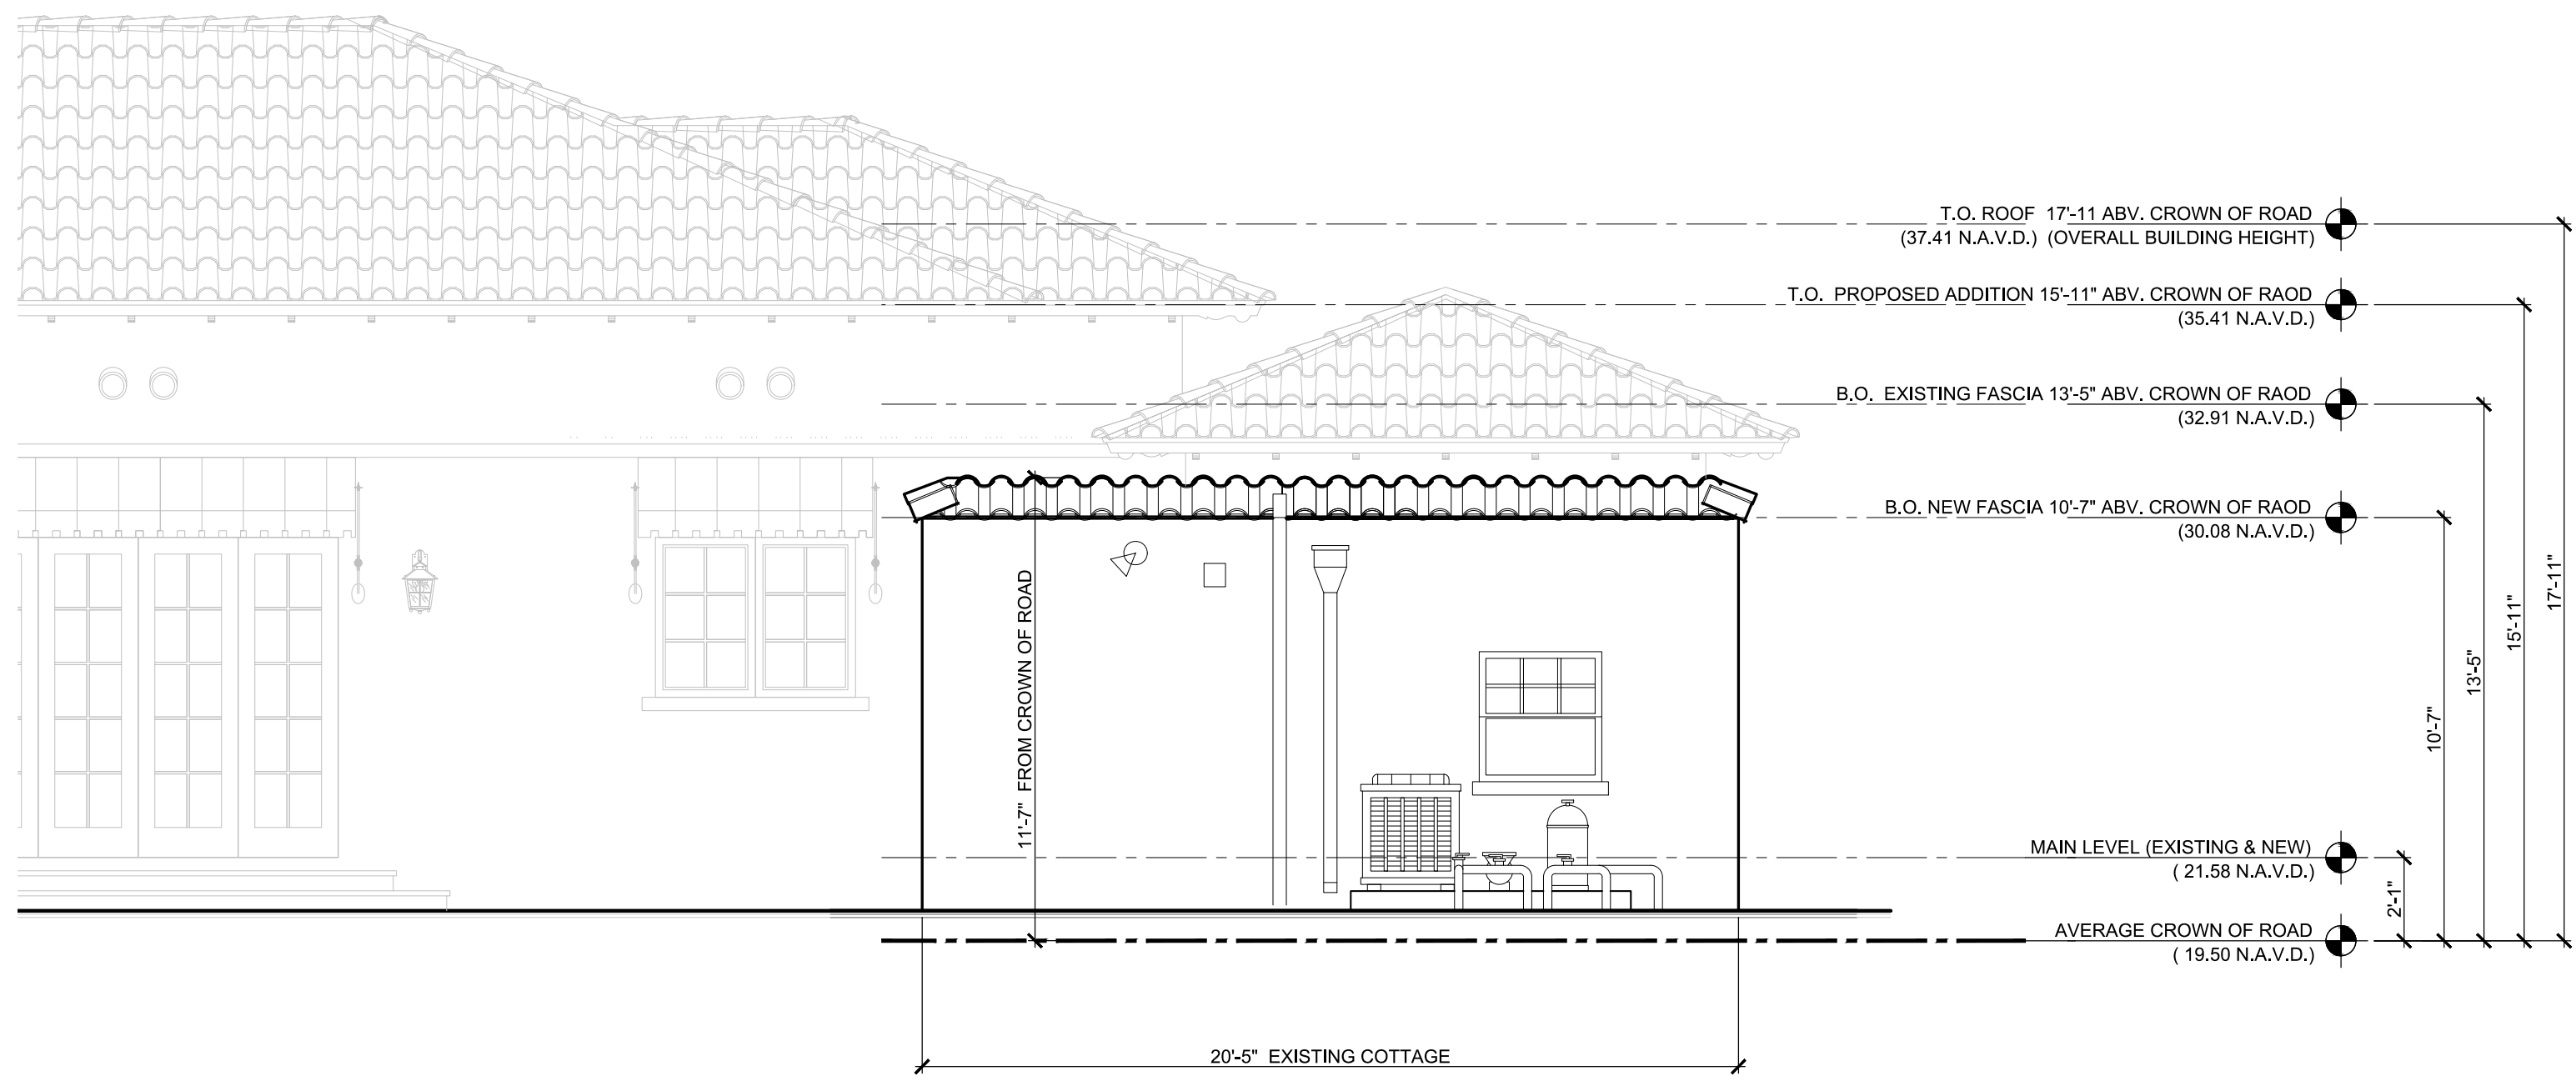 T.O. ROOF 17'-11 ABV. CROWN OF ROAD
(37.41 N.A.V.D.) (OVERALL BUILDING HEIGHT)
T.O. PROPOSED ADDITION 15'-11" ABV. CROWN OF RAOD
(35.41 N.A.V.D.)
B.O. EXISTING FASCIA 13'-5" ABV. CROWN OF RAOD
(32.91 N.A.V.D.)
B.O. NEW FASCIA 10'-7" ABV. CROWN OF RAOD
(30.08 N.A.V.D.)
11'-7" FROM CROWN OF ROAD
MAIN LEVEL (EXISTING & NEW)
( 21.58 N.A.V.D.)
AVERAGE CROWN OF ROAD
( 19.50 N.A.V.D.)
2'-1"
10'-7"
13'-5"
15'-11"
17'-11"
20'-5" EXISTING COTTAGE